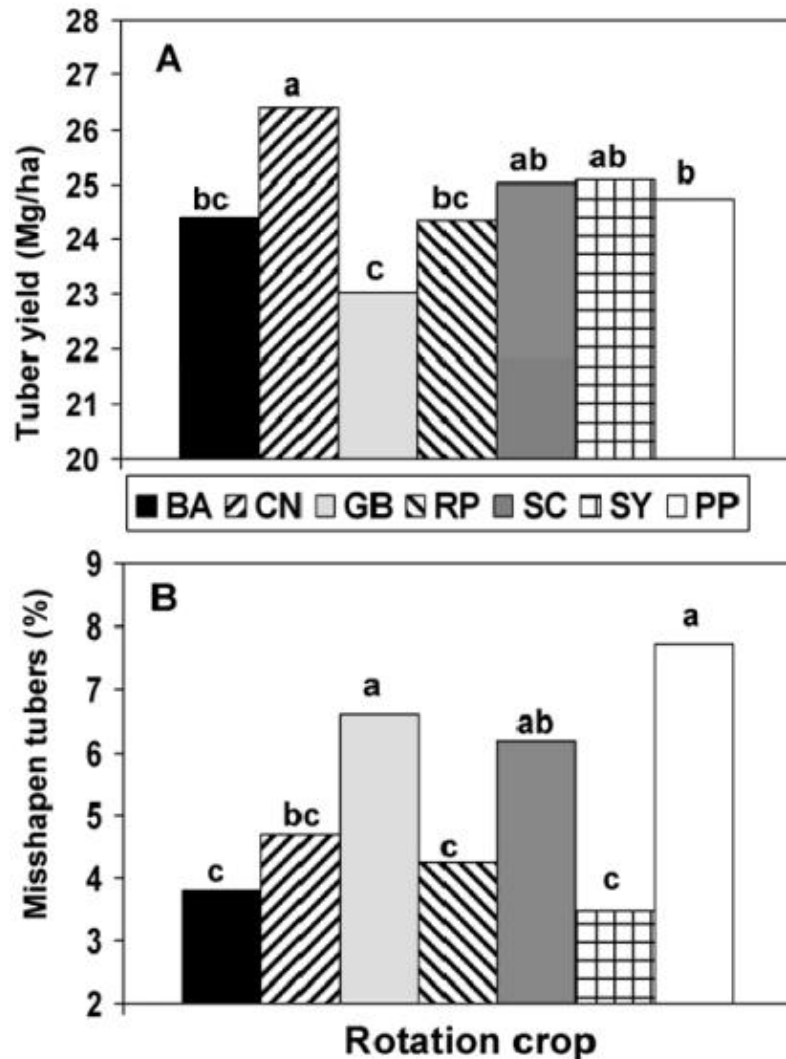 A
Tuber yield (Mg/ha)
28
27
26
25
24
23
22
21
20
bc
a
c
bc
ab
ab
b
BA CN GB RP SC SY PP
B
Misshapen tubers (%)
9
8
7
6
5
4
3
2
c
bc
a
c
ab
c
a
Rotation crop